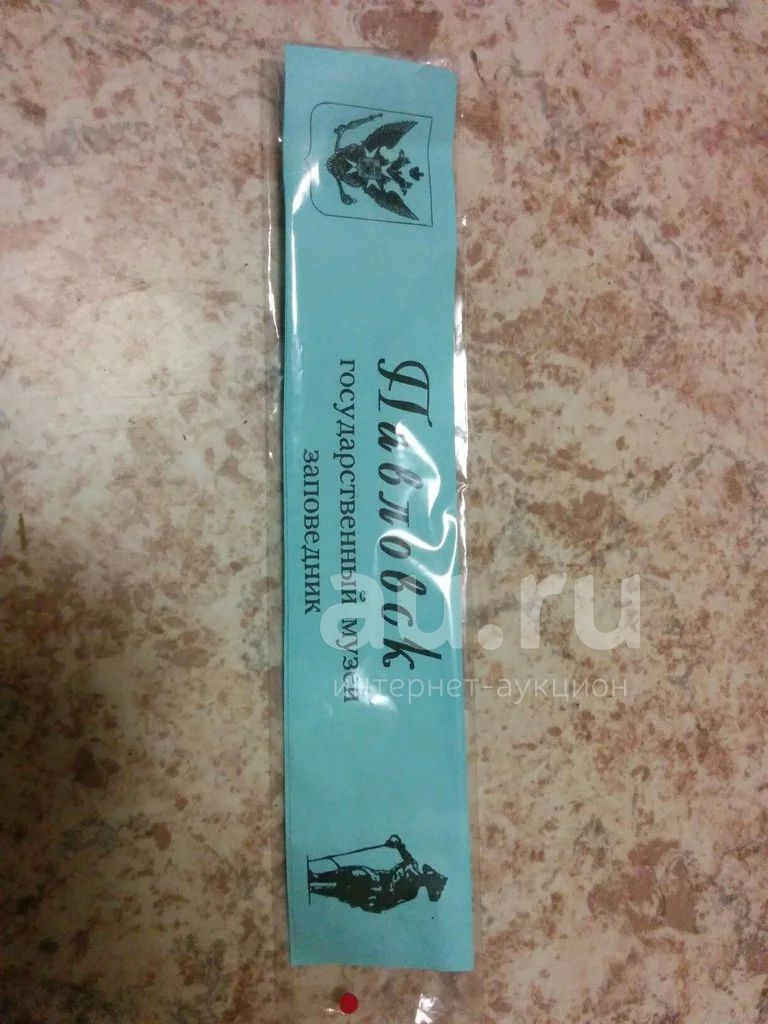 Павловск
государственный музей
заповедник
au.ru
интернет-аукцион